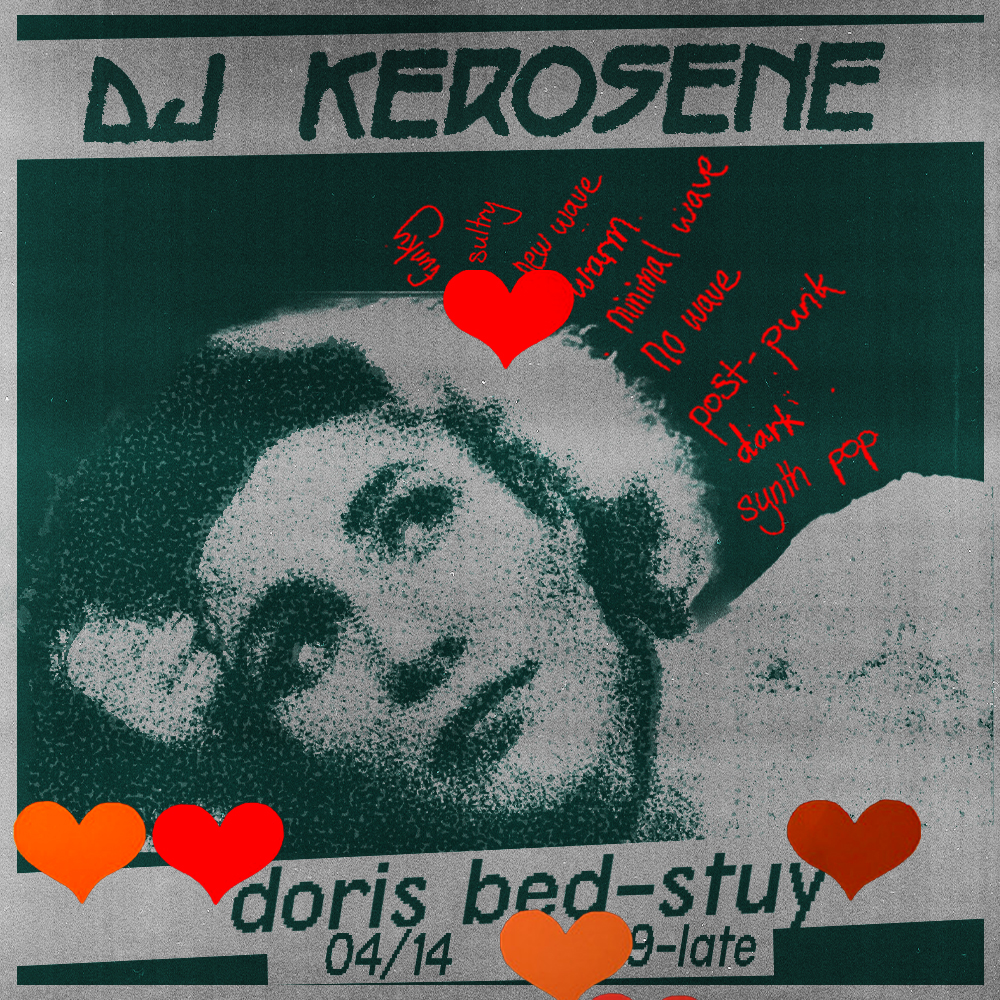 DJ KEROSENE
funky
sultry
new wave
warm
minimal wave
no wave
post-punk
dark
synth pop
doris bed-stuy
04/14 9-late